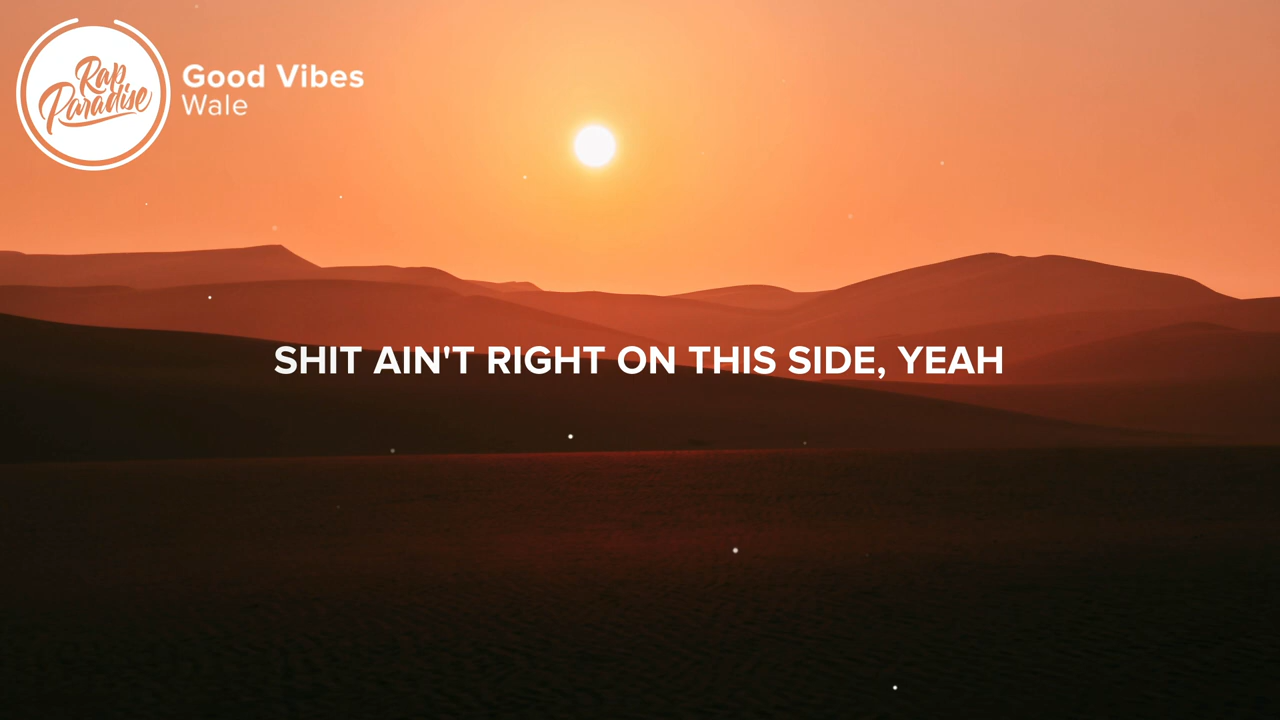 Rap
Paradise
Good Vibes
Wale
SHIT AIN'T RIGHT ON THIS SIDE, YEAH